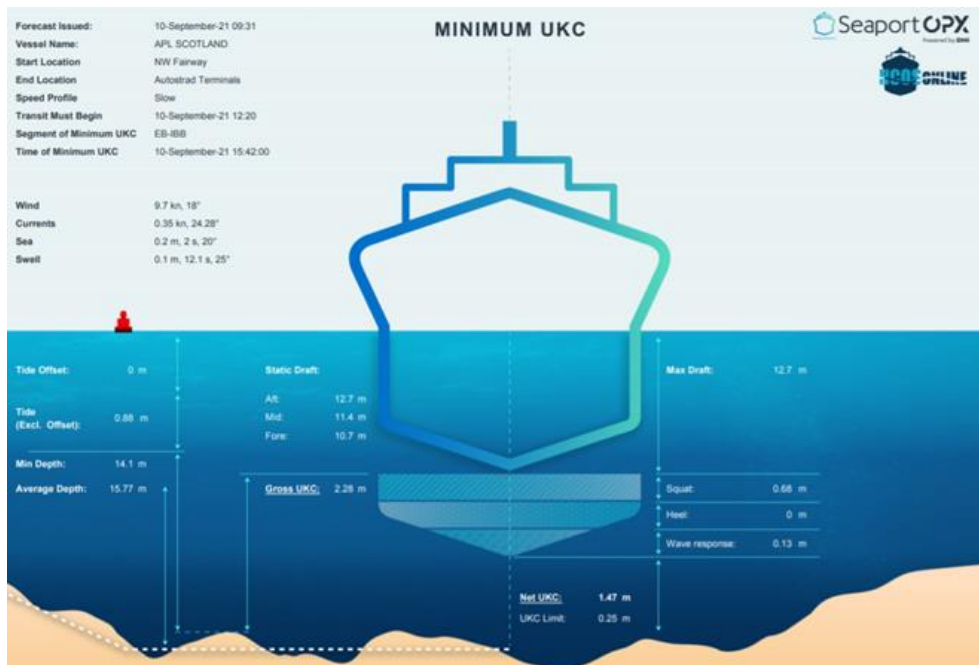 MINIMUM UKC
SeaportOPX
Powered by DHI
ONLINE
Forecast Issued: 10-September-21 09:31
Vessel Name: APL SCOTLAND
Start Location NW Fairway
End Location Autostrad Terminals
Speed Profile Slow
Transit Must Begin 10-September-21 12:20
Segment of Minimum UKC EB-IBB
Time of Minimum UKC 10-September-21 15:42:00
Wind 9.7 kn, 18°
Currents 0.35 kn, 24.28°
Sea 0.2 m, 2 s, 20°
Swell 0.1 m, 12.1 s, 25°
Tide Offset: 0 m
Tide
(Excl. Offset): 0.88 m
Min Depth: 14.1 m
Average Depth: 15.77 m
Static Draft:
Aft: 12.7 m
Mid: 11.4 m
Fore: 10.7 m
Gross UKC: 2.28 m
Max Draft: 12.7 m
Squat: 0.68 m
Heel: 0 m
Wave response: 0.13 m
Net UKC: 1.47 m
UKC Limit: 0.25 m